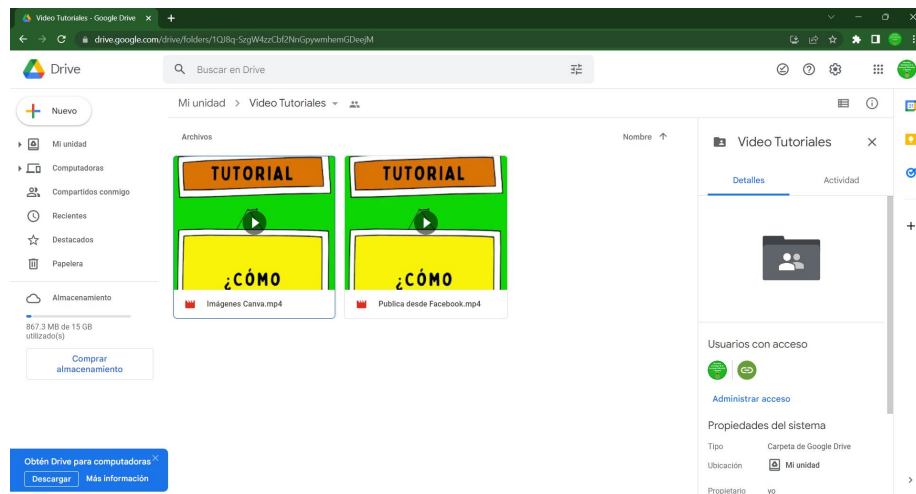 Video Tutoriales - Google Drive
drive.google.com/drive/folders/1QJ8q-SzgW4zzCbf2NnGpywmhemGDeejM
Drive
Buscar en Drive
Nuevo
Mi unidad > Video Tutoriales
Mi unidad
Computadoras
Compartidos conmigo
Recientes
Destacados
Papelera
Almacenamiento
867.3 MB de 15 GB
utilizado(s)
Comprar
almacenamiento
Obtén Drive para computadoras
Descargar Más información
Archivos
Nombre
TUTORIAL
¿CÓMO
Imágenes Canva.mp4
TUTORIAL
¿CÓMO
Publica desde Facebook.mp4
Video Tutoriales
Detalles Actividad
Usuarios con acceso
Administrar acceso
Propiedades del sistema
Tipo Carpeta de Google Drive
Ubicación Mi unidad
Propietario yo